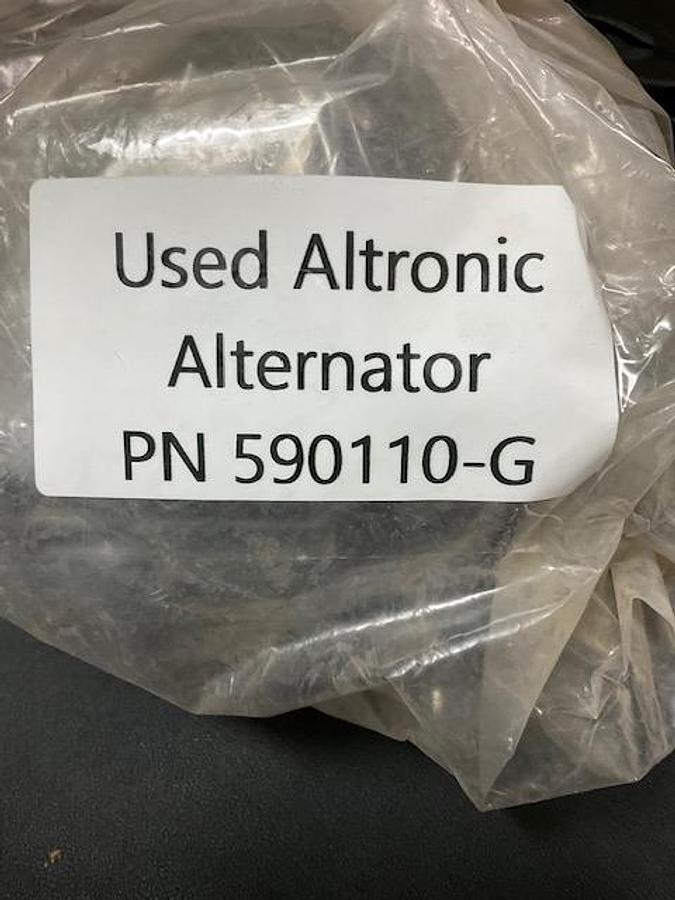 Used Altronic
Alternator
PN 590110-G